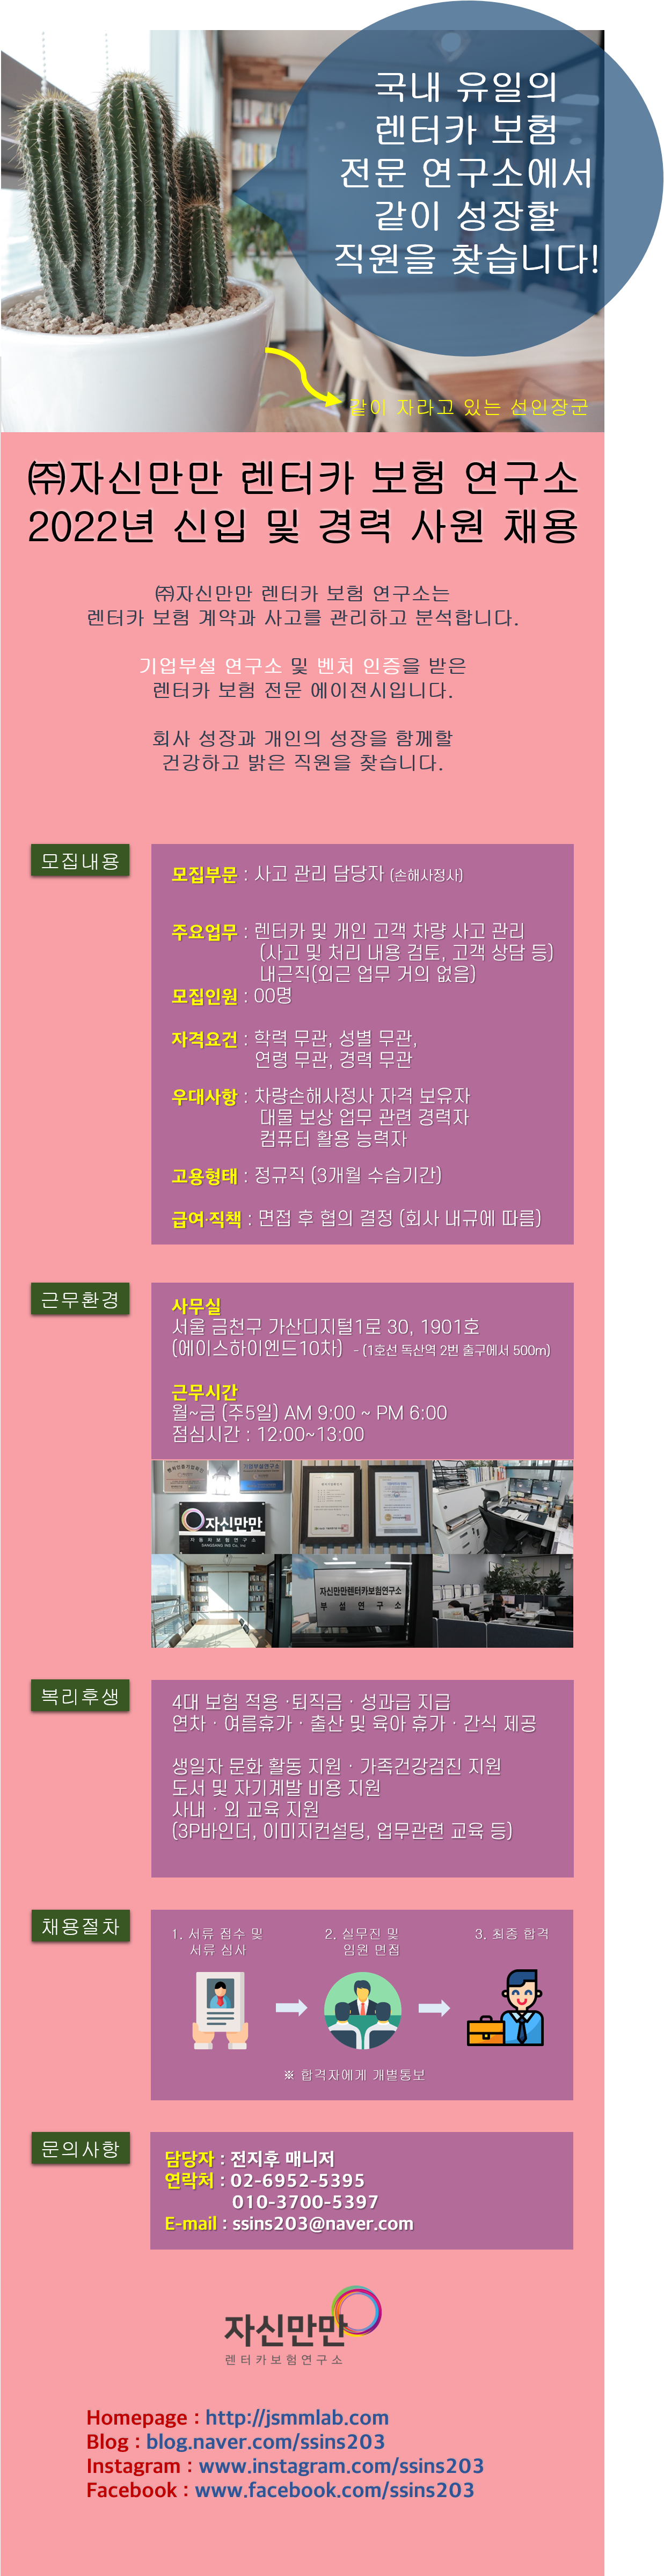 국내 유일의
렌터카 보험
전문 연구소에서
같이 성장할
직원을 찾습니다!
같이 자라고 있는 선인장군
㈜자신만만 렌터카 보험 연구소
2022년 신입 및 경력 사원 채용
㈜자신만만 렌터카 보험 연구소는
렌터카 보험 계약과 사고를 관리하고 분석합니다.
기업부설 연구소 및 벤처 인증을 받은
렌터카 보험 전문 에이전시입니다.
회사 성장과 개인의 성장을 함께할
건강하고 밝은 직원을 찾습니다.
모집내용
모집부문 : 사고 관리 담당자 (손해사정사)
주요업무 : 렌터카 및 개인 고객 차량 사고 관리
(사고 및 처리 내용 검토, 고객 상담 등)
내근직(외근 업무 거의 없음)
모집인원 : 00명
자격요건 : 학력 무관, 성별 무관,
연령 무관, 경력 무관
우대사항 : 차량손해사정사 자격 보유자
대물 보상 업무 관련 경력자
컴퓨터 활용 능력자
고용형태 : 정규직 (3개월 수습기간)
급여·직책 : 면접 후 협의 결정 (회사 내규에 따름)
근무환경
사무실
서울 금천구 가산디지털1로 30, 1901호
(에이스하이엔드10차) - (1호선 독산역 2번 출구에서 500m)
근무시간
월~금 (주5일) AM 9:00 ~ PM 6:00
점심시간 : 12:00~13:00
자신만만
자동차보험연구소
자신만만렌터카보험연구소
부 설 연 구 소
복리후생
4대 보험 적용 ·퇴직금 · 성과급 지급
연차 · 여름휴가 · 출산 및 육아 휴가 · 간식 제공
생일자 문화 활동 지원 · 가족건강검진 지원
도서 및 자기계발 비용 지원
사내 · 외 교육 지원
(3P바인더, 이미지컨설팅, 업무관련 교육 등)
채용절차
1. 서류 접수 및
서류 심사
2. 실무진 및
임원 면접
3. 최종 합격
※ 합격자에게 개별통보
문의사항
담당자 : 전지후 매니저
연락처 : 02-6952-5395
010-3700-5397
E-mail : ssins203@naver.com
자신만만
렌터카보험연구소
Homepage : http://jsmmlab.com
Blog : blog.naver.com/ssins203
Instagram : www.instagram.com/ssins203
Facebook : www.facebook.com/ssins203